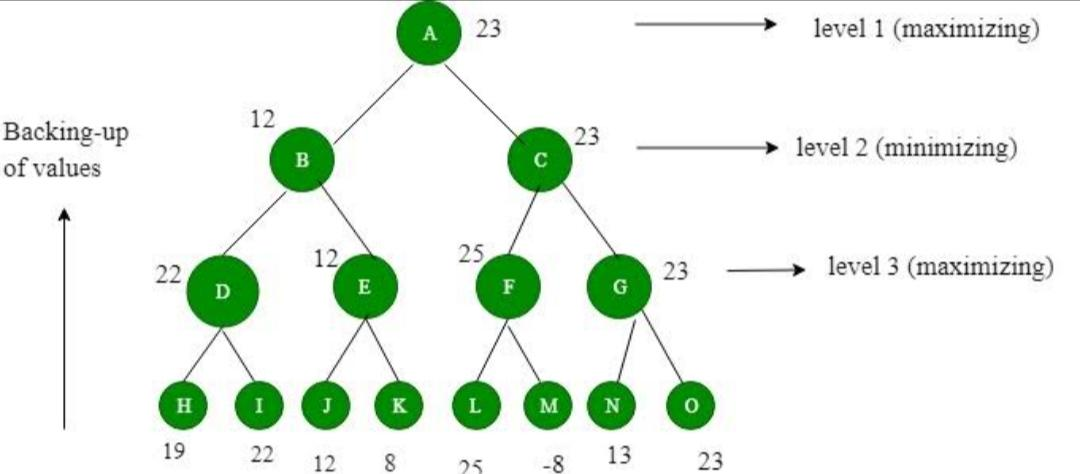 A 23 level 1 (maximizing)
Backing-up
of values
12 B
C 23 level 2 (minimizing)
22 D
12 E
25 F
G 23 level 3 (maximizing)
H I J K L M N O
19 22 12 8 25 -8 13 23